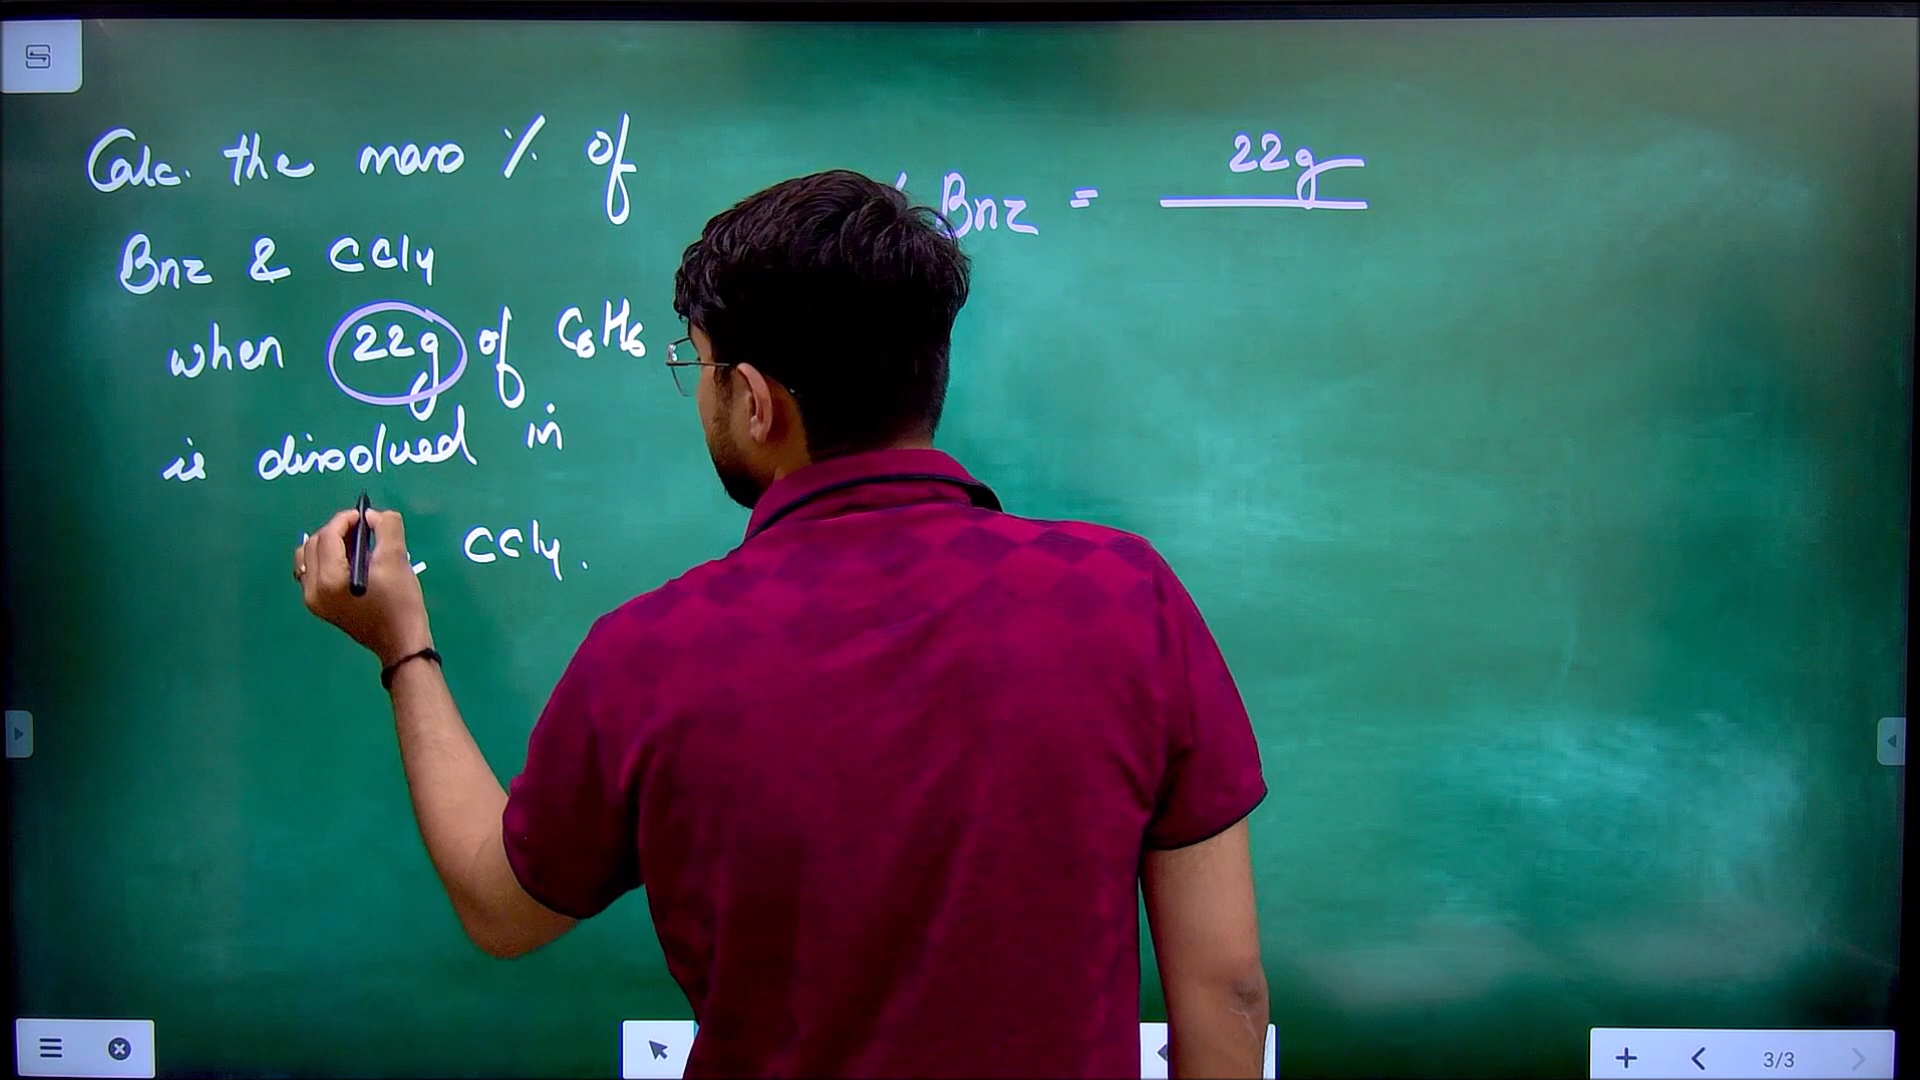 Calc. the mass % of
Bnz & CCl4
when 22g of C6H6
is dissolved in
CCl4.
Bnz = 22g
3/3